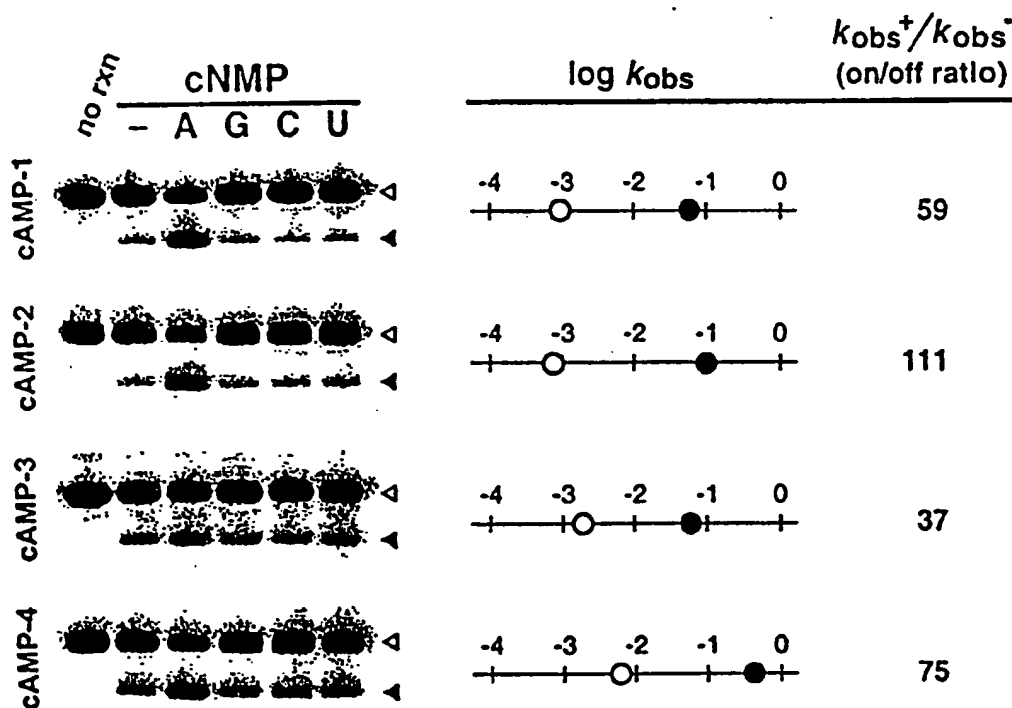 no rxn
cNMP
– A G C U
log kobs
kobs⁺/kobs⁻
(on/off ratio)
cAMP-1
-4 -3 -2 -1 0
59
cAMP-2
-4 -3 -2 -1 0
111
cAMP-3
-4 -3 -2 -1 0
37
cAMP-4
-4 -3 -2 -1 0
75